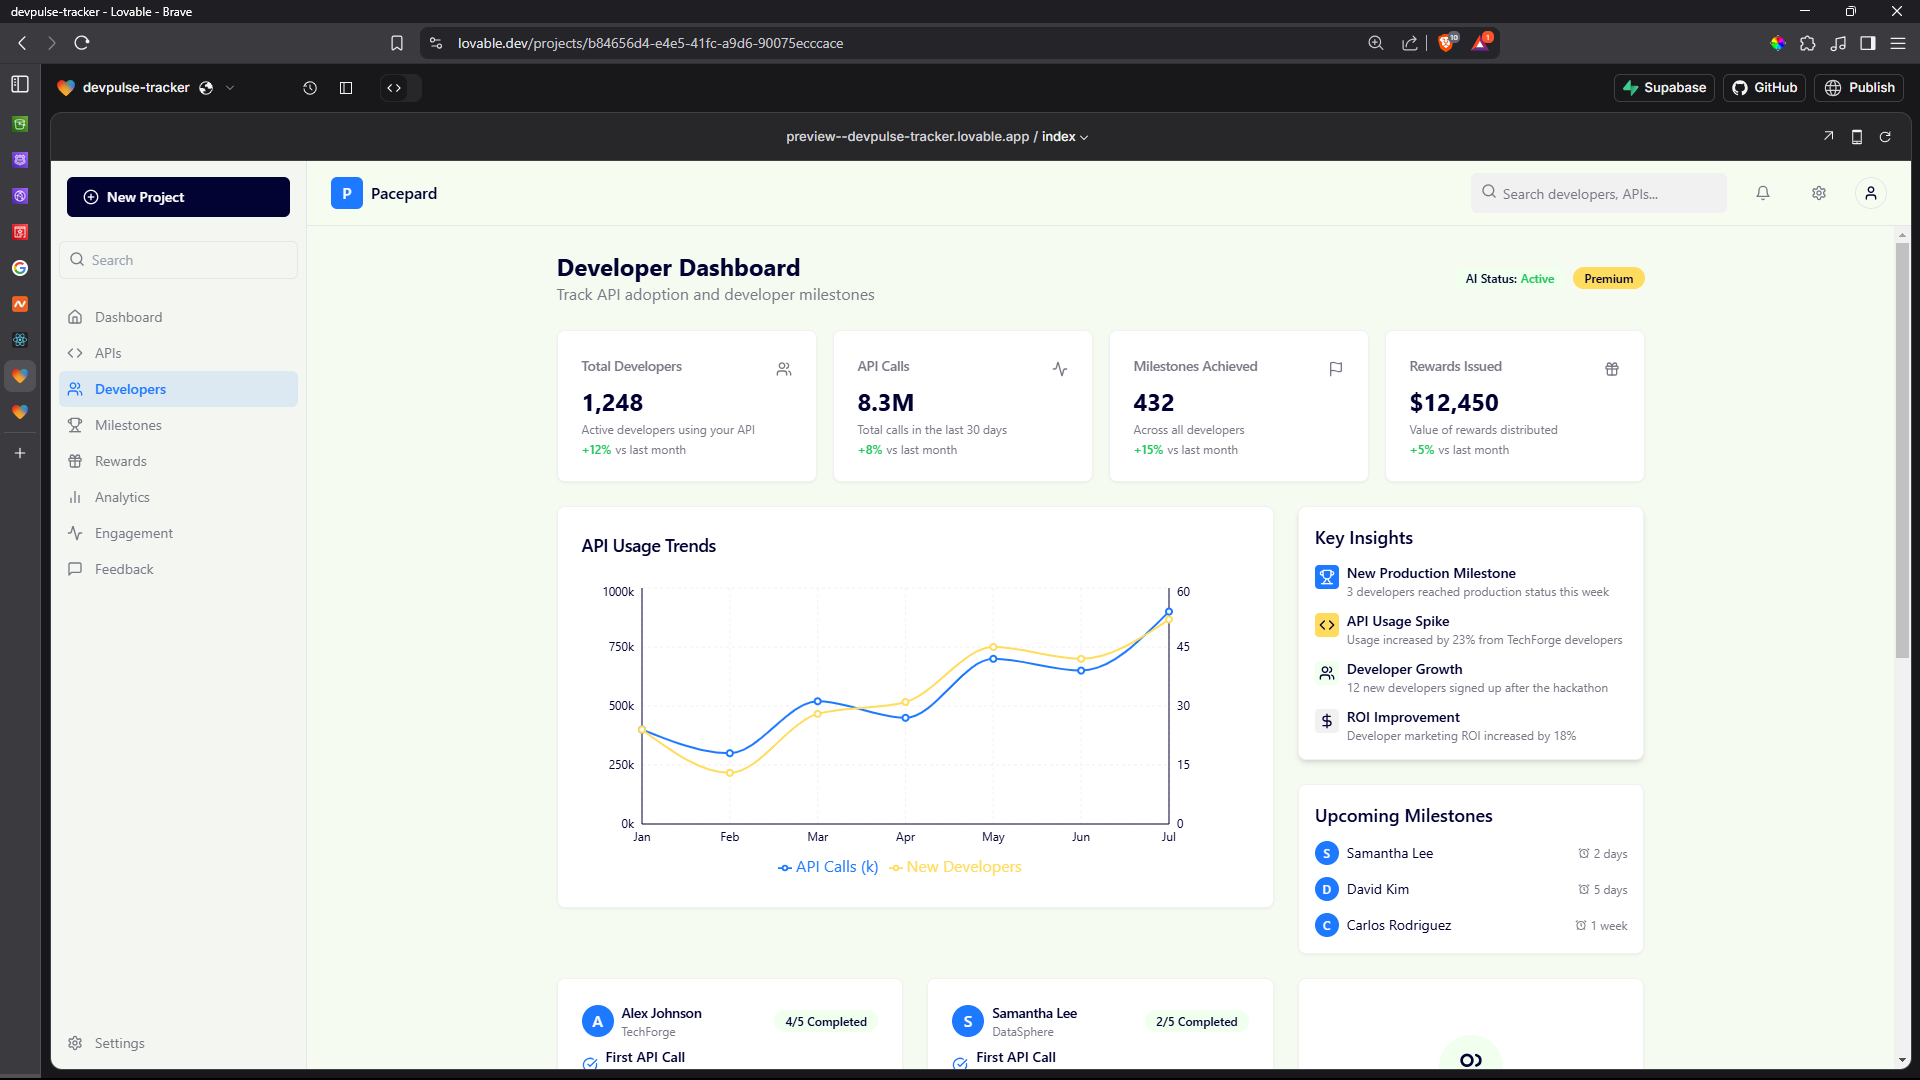 devpulse-tracker - Lovable - Brave
lovable.dev/projects/b84656d4-e4e5-41fc-a9d6-90075ecccace
10
1
devpulse-tracker
Supabase
GitHub
Publish
preview--devpulse-tracker.lovable.app / index
New Project
P
Pacepard
Search developers, APIs...
Search
Dashboard
APIs
Developers
Milestones
Rewards
Analytics
Engagement
Feedback
Settings
Developer Dashboard
Track API adoption and developer milestones
AI Status: Active
Premium
Total Developers
1,248
Active developers using your API
+12% vs last month
API Calls
8.3M
Total calls in the last 30 days
+8% vs last month
Milestones Achieved
432
Across all developers
+15% vs last month
Rewards Issued
$12,450
Value of rewards distributed
+5% vs last month
API Usage Trends
1000k
750k
500k
250k
0k
60
45
30
15
0
Jan Feb Mar Apr May Jun Jul
API Calls (k) New Developers
Key Insights
New Production Milestone
3 developers reached production status this week
API Usage Spike
Usage increased by 23% from TechForge developers
Developer Growth
12 new developers signed up after the hackathon
$
ROI Improvement
Developer marketing ROI increased by 18%
Upcoming Milestones
S Samantha Lee 2 days
D David Kim 5 days
C Carlos Rodriguez 1 week
A
Alex Johnson
TechForge
4/5 Completed
First API Call
S
Samantha Lee
DataSphere
2/5 Completed
First API Call